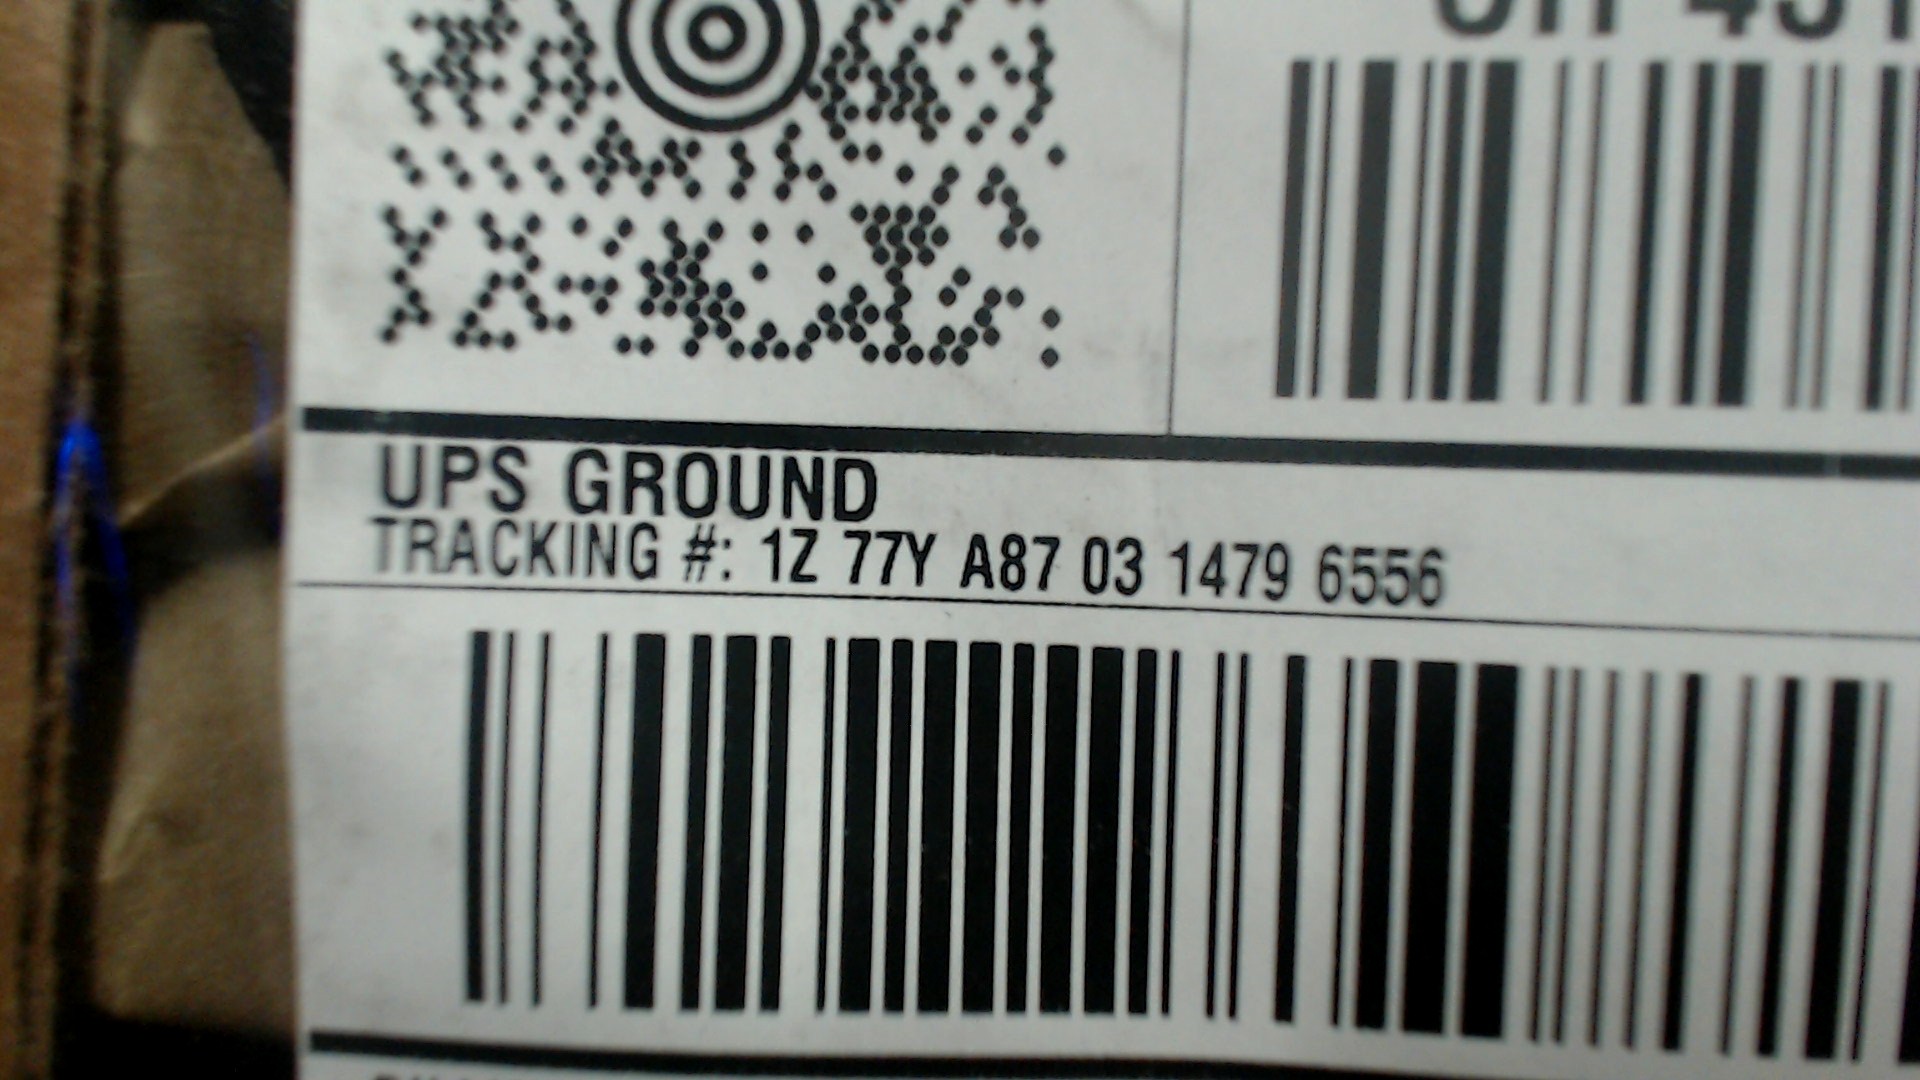 UPS GROUND
TRACKING #: 1Z 77Y A87 03 1479 6556